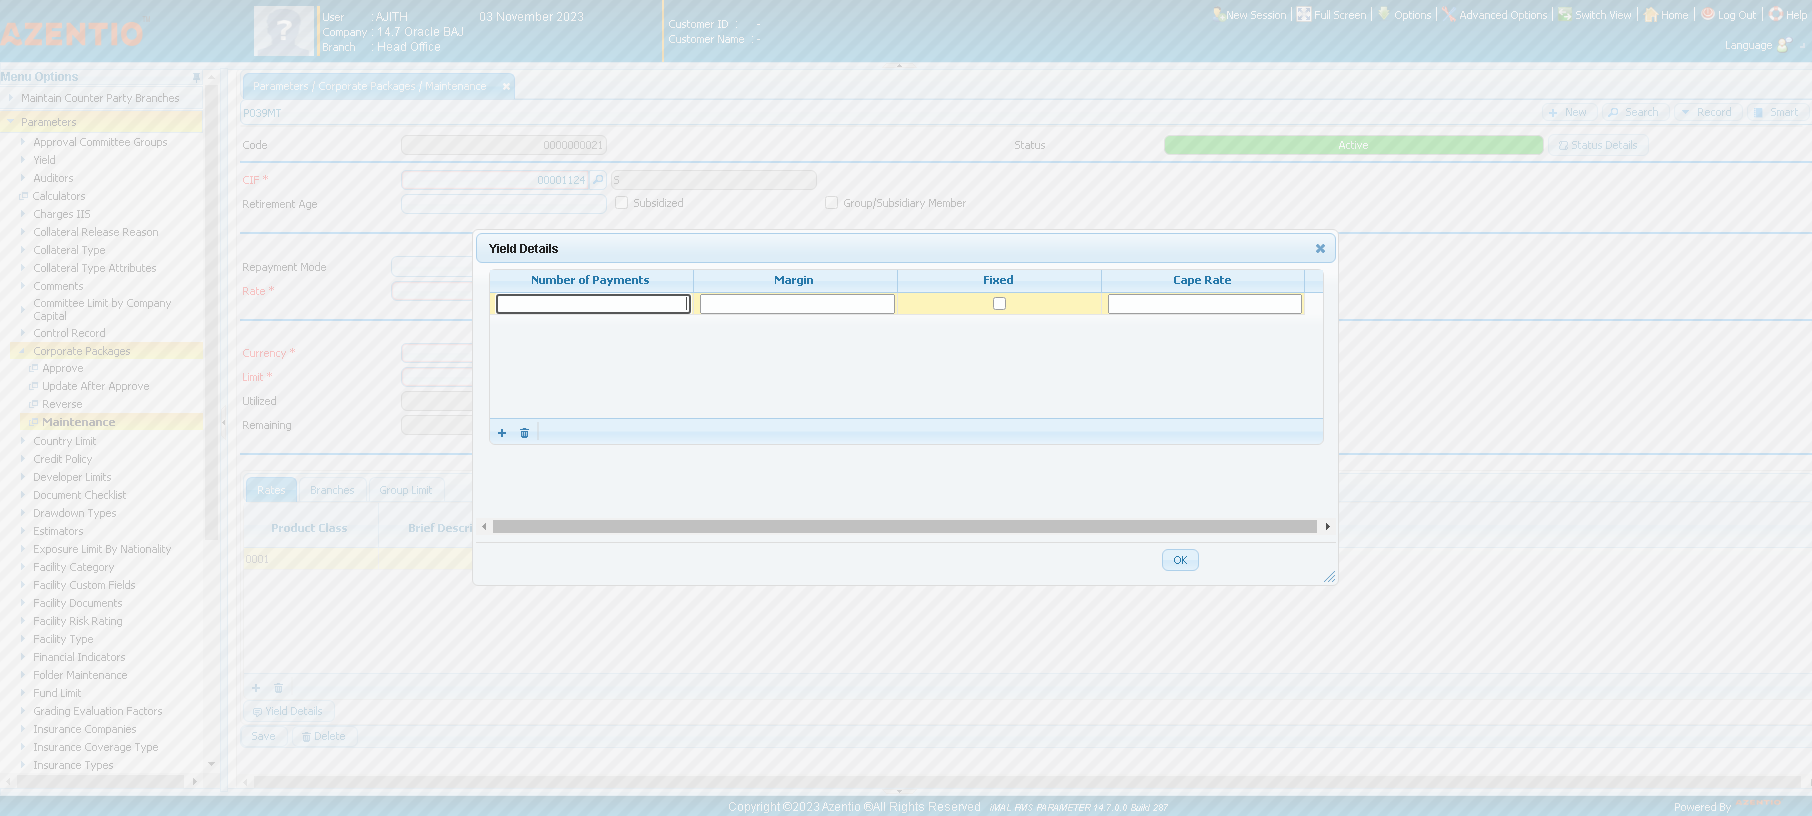 AZENTIO
User : AJITH 03 November 2023
Company : 14.7 Oracle BAJ
Branch : Head Office
Customer ID : -
Customer Name : -
New Session | Full Screen | Options | Advanced Options | Switch View | Home | Log Out | Help
Language
Menu Options
Maintain Counter Party Branches
Parameters
Approval Committee Groups
Yield
Auditors
Calculators
Charges IIS
Collateral Release Reason
Collateral Type
Collateral Type Attributes
Comments
Committee Limit by Company
Capital
Control Record
Corporate Packages
Approve
Update After Approve
Reverse
Maintenance
Country Limit
Credit Policy
Developer Limits
Document Checklist
Drawdown Types
Estimators
Exposure Limit By Nationality
Facility Category
Facility Custom Fields
Facility Documents
Facility Risk Rating
Facility Type
Financial Indicators
Folder Maintenance
Fund Limit
Grading Evaluation Factors
Insurance Companies
Insurance Coverage Type
Insurance Types
Parameters / Corporate Packages / Maintenance
P039MT
New Search Record Smart
Code 0000000021 Status Active Status Details
CIF * 00001124 5
Retirement Age Subsidized Group/Subsidiary Member
Repayment Mode
Rate *
Currency *
Limit *
Utilized
Remaining
Rates Branches Group Limit
Product Class Brief Descri
0001
Yield Details
Save Delete
Yield Details
Number of Payments Margin Fixed Cape Rate
OK
Copyright ©2023 Azentio ®All Rights Reserved IMAL RMS PARAMETER 14.7.0.0 Build 287
Powered By AZENTIO